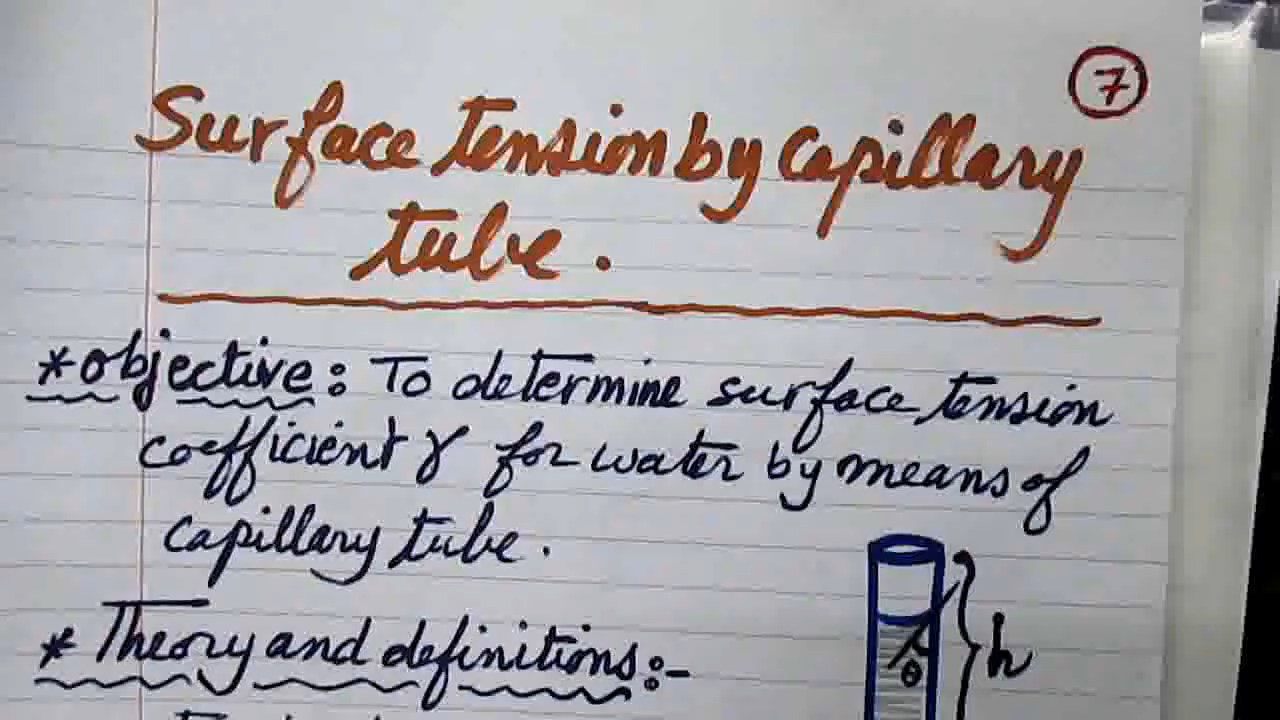 7
Surface tension by Capillary
tube.
*objective: To determine surface tension
coefficient γ for water by means of
Capillary tube.
* Theory and definitions:-
θ
h